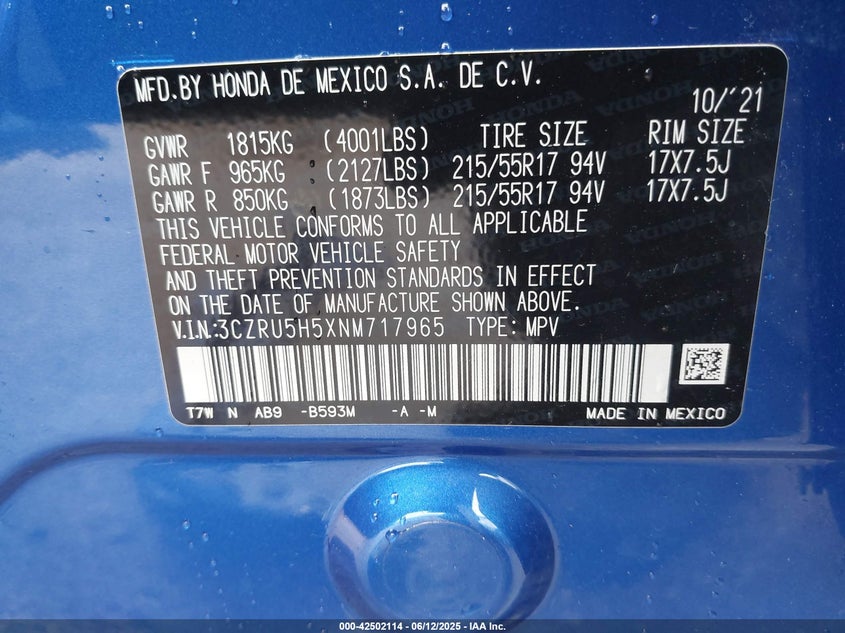 MFD.BY HONDA DE MEXICO S.A. DE C.V.
10/'21
GVWR 1815KG (4001LBS) TIRE SIZE RIM SIZE
GAWR F 965KG (2127LBS) 215/55R17 94V 17X7.5J
GAWR R 850KG (1873LBS) 215/55R17 94V 17X7.5J
THIS VEHICLE CONFORMS TO ALL APPLICABLE
FEDERAL MOTOR VEHICLE SAFETY
AND THEFT PREVENTION STANDARDS IN EFFECT
ON THE DATE OF MANUFACTURE SHOWN ABOVE.
V.I.N.:3CZRU5H5XNM717965 TYPE: MPV
T7W N AB9 -B593M -A -M MADE IN MEXICO
000-42502114 - 06/12/2025 - IAA Inc.